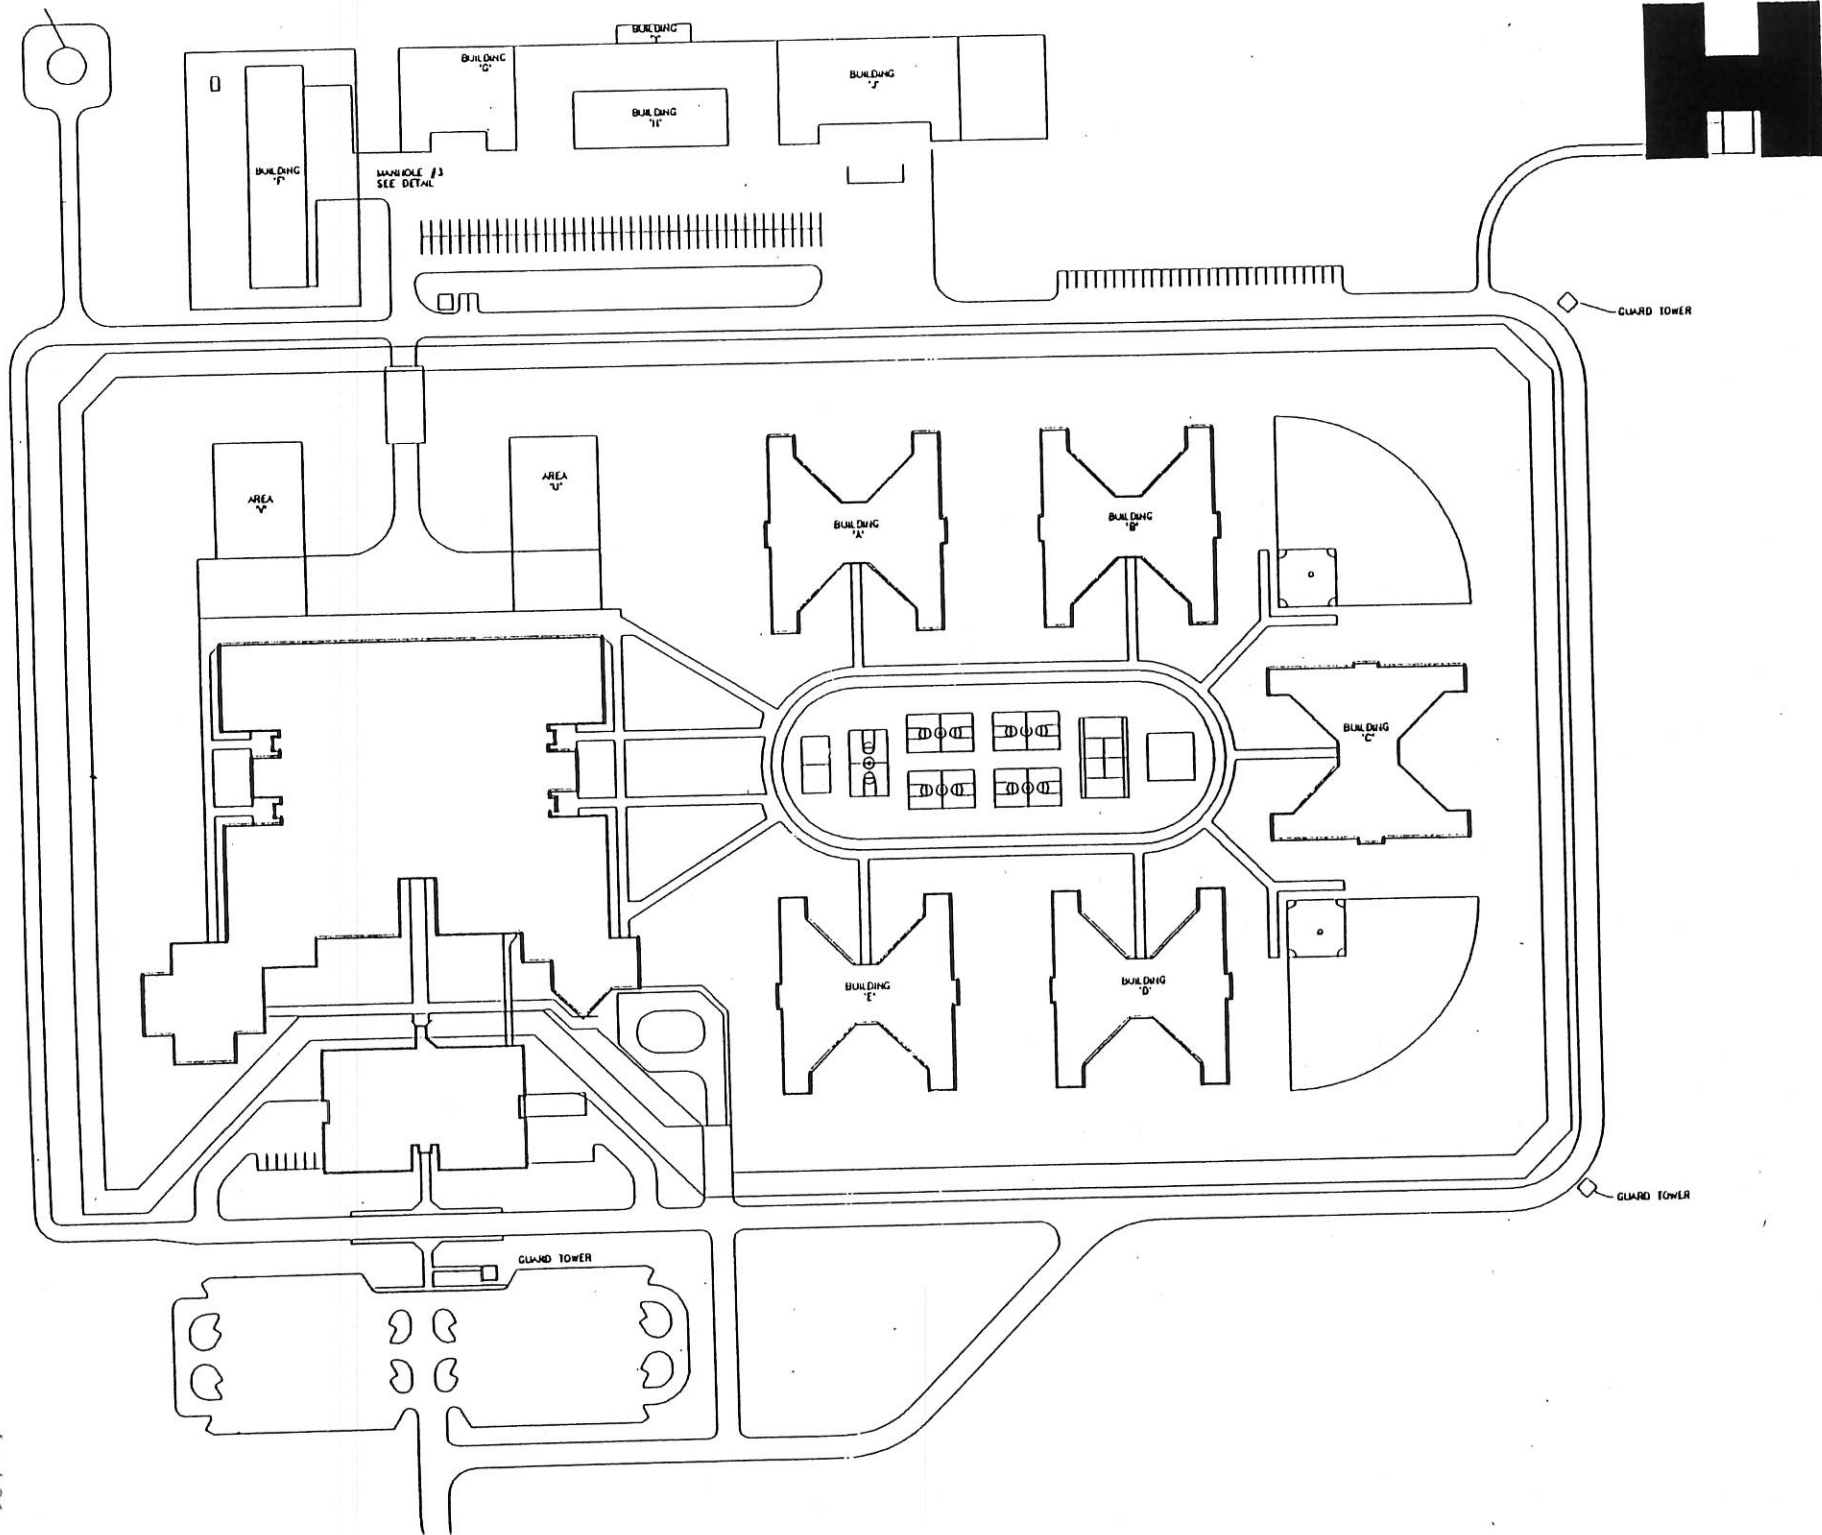 BUILDING
BUILDING
'G'
BUILDING
'H'
BUILDING
'J'
BUILDING
MANHOLE #3
SEE DETAIL
GUARD TOWER
AREA
'V'
AREA
'U'
BUILDING
'A'
BUILDING
'B'
BUILDING
'C'
BUILDING
'E'
BUILDING
'D'
GUARD TOWER
GUARD TOWER